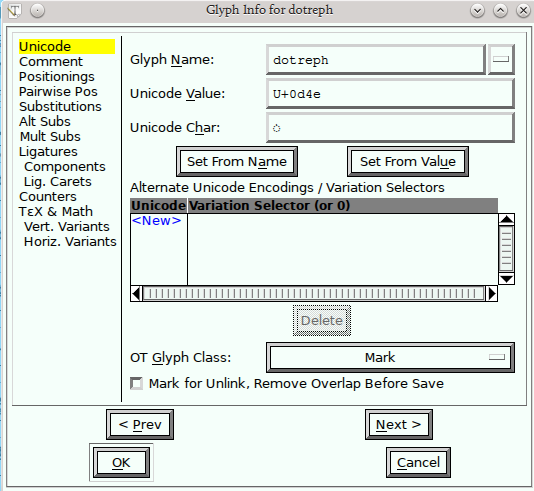 Glyph Info for dotreph
Unicode
Comment
Positionings
Pairwise Pos
Substitutions
Alt Subs
Mult Subs
Ligatures
Components
Lig. Carets
Counters
TεX & Math
Vert. Variants
Horiz. Variants
Glyph Name: dotreph
Unicode Value: U+0d4e
Unicode Char:
Set From Name Set From Value
Alternate Unicode Encodings / Variation Selectors
Unicode Variation Selector (or 0)
<New>
Delete
OT Glyph Class: Mark
Mark for Unlink, Remove Overlap Before Save
< Prev Next >
OK Cancel